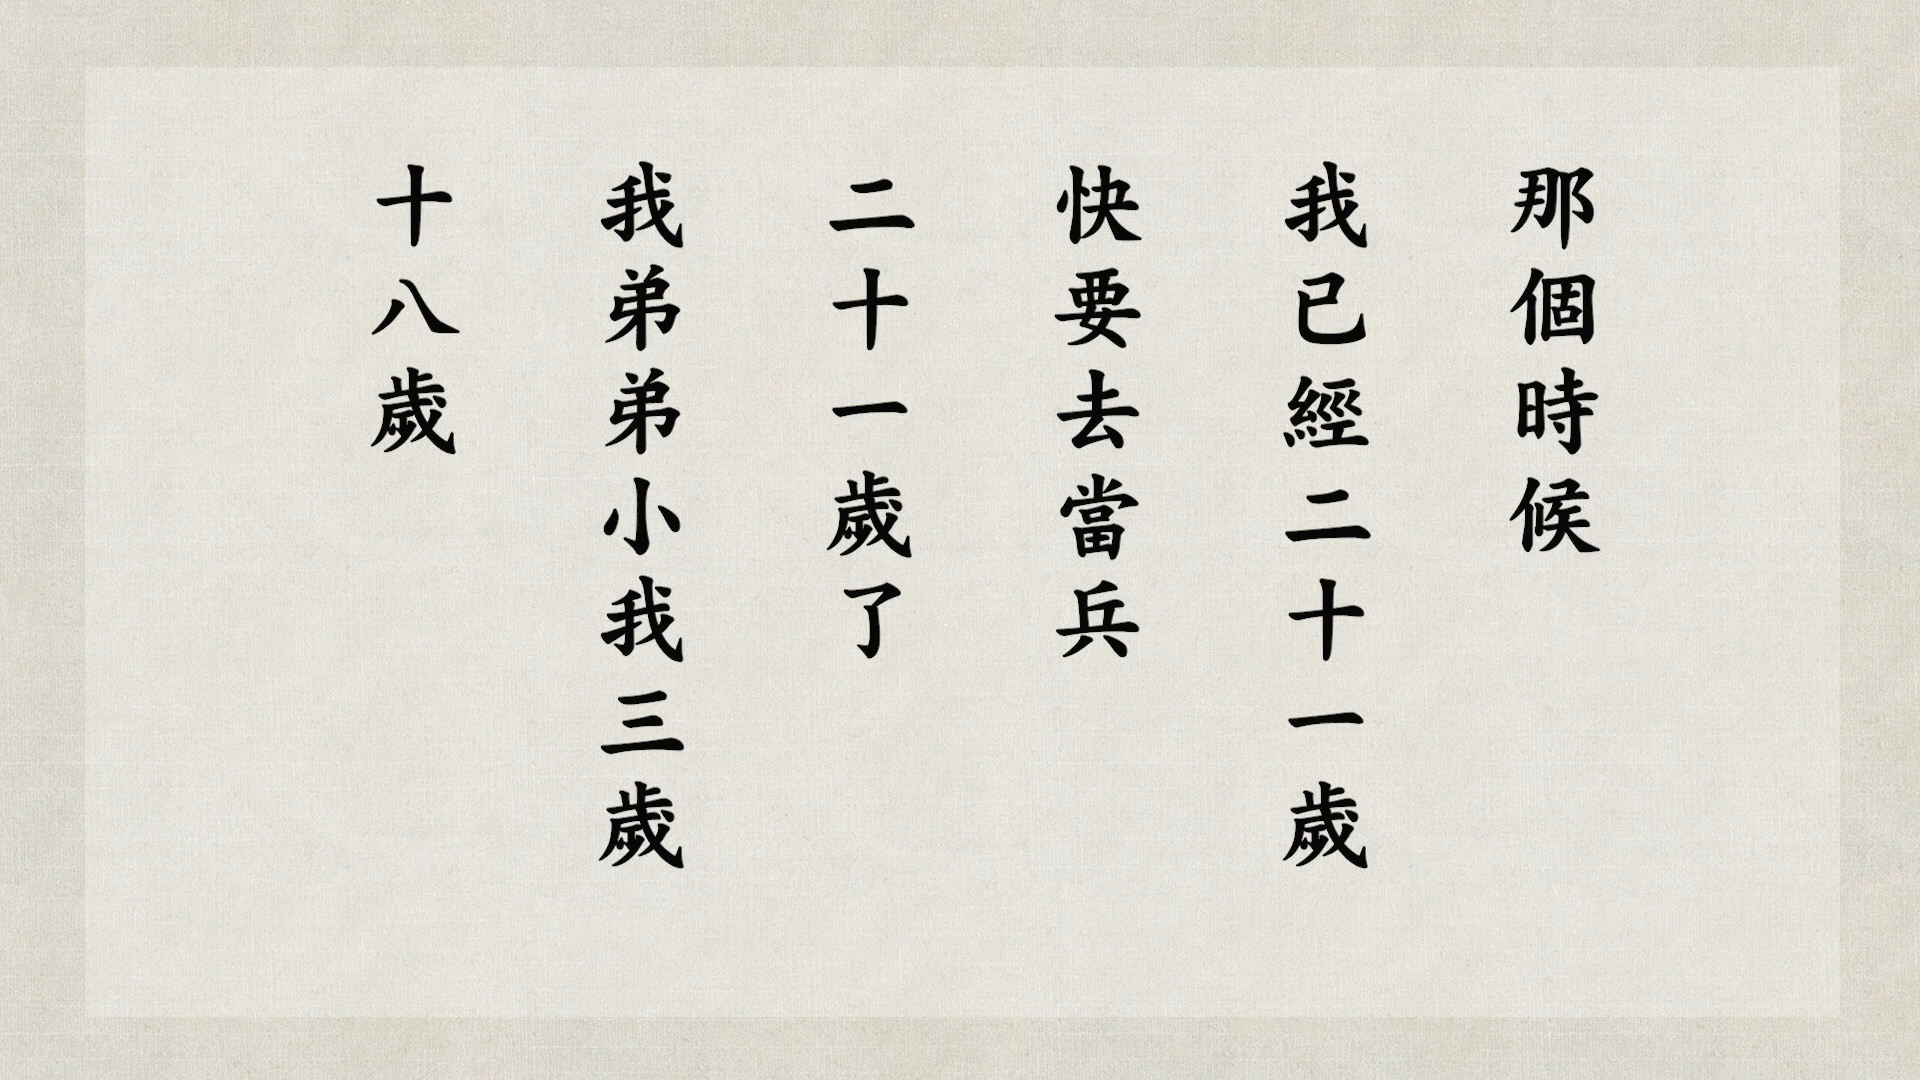 那個時候
我已經二十一歲
快要去當兵
二十一歲了
我弟弟小我三歲
十八歲